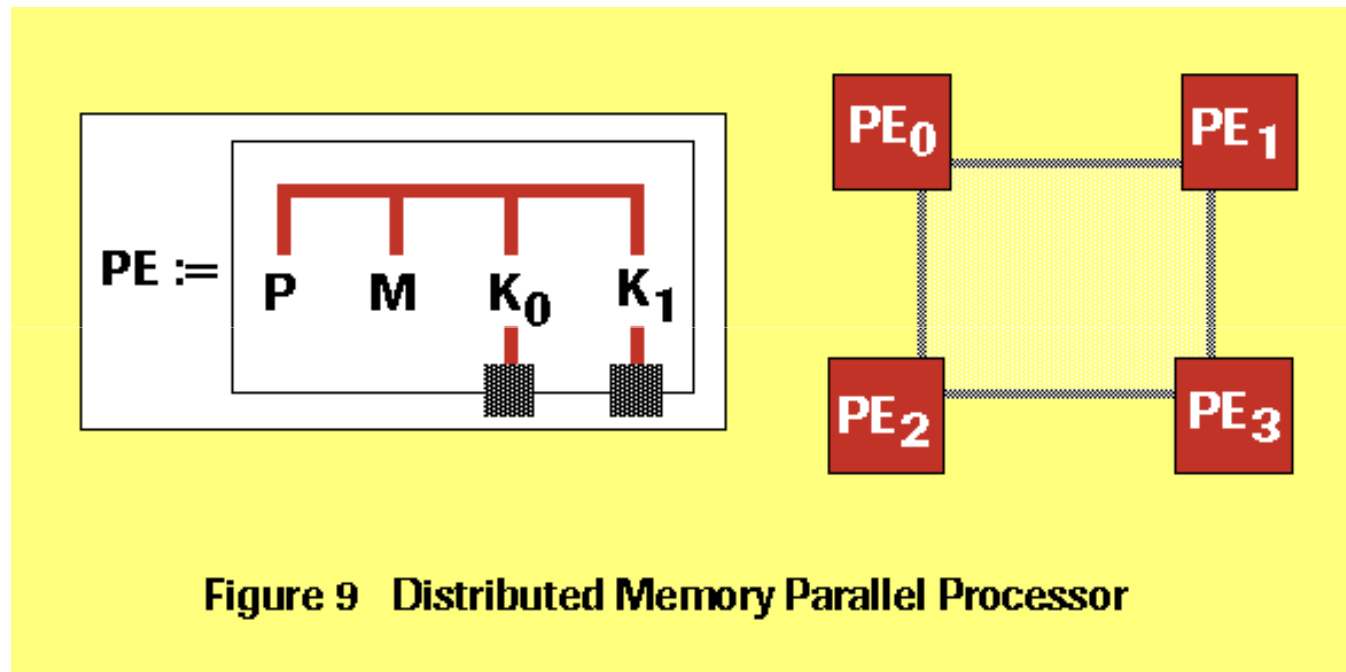 PE :=
P M K0 K1
PE0 PE1
PE2 PE3
Figure 9 Distributed Memory Parallel Processor